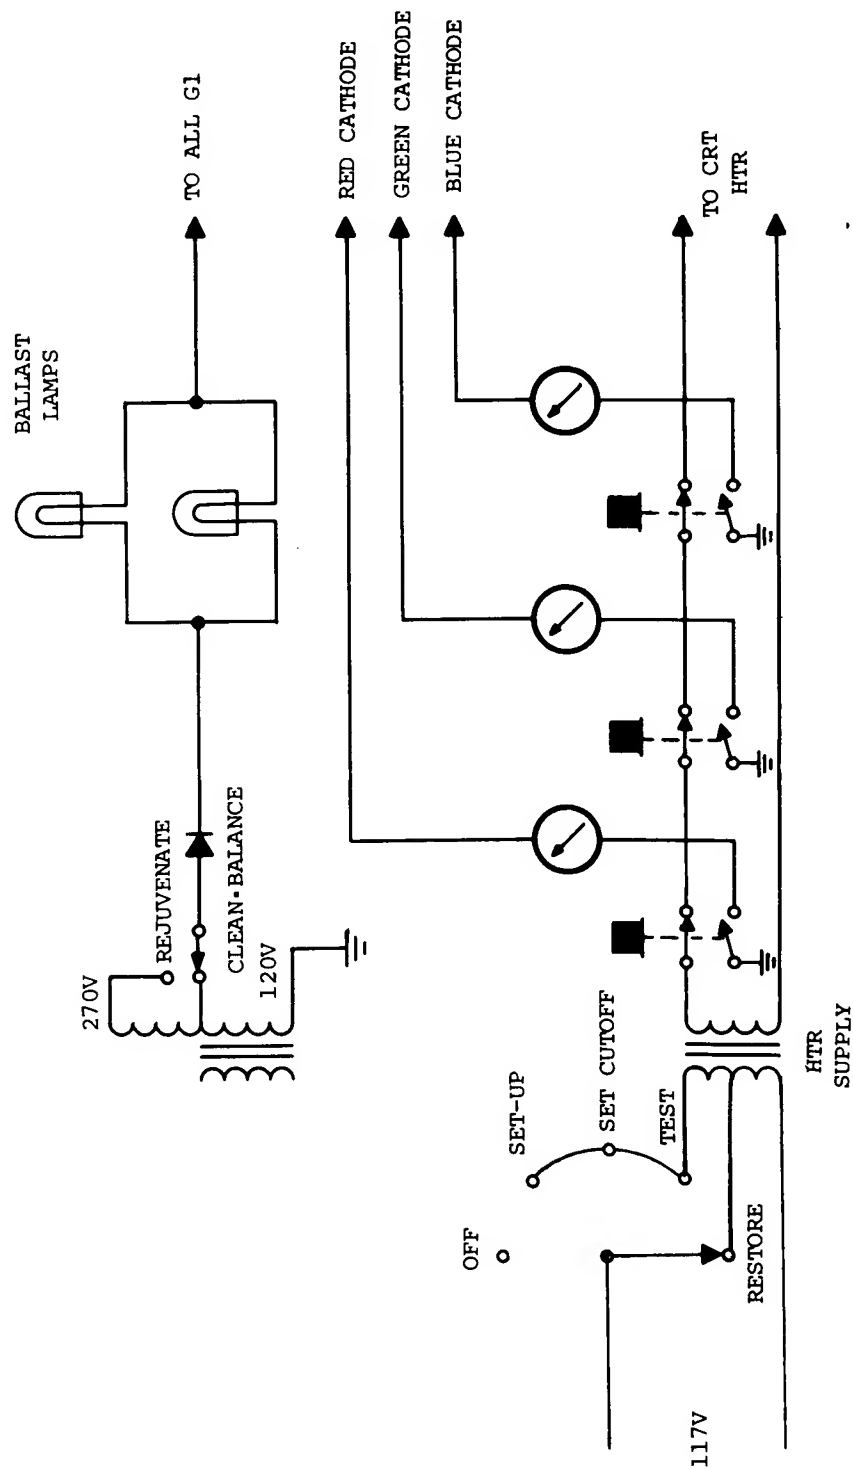 BALLAST
LAMPS
TO ALL G1
RED CATHODE
GREEN CATHODE
BLUE CATHODE
TO CRT
HTR
270V
REJUVENATE
CLEAN-BALANCE
120V
OFF
SET-UP
SET CUTOFF
TEST
RESTORE
117V
HTR
SUPPLY